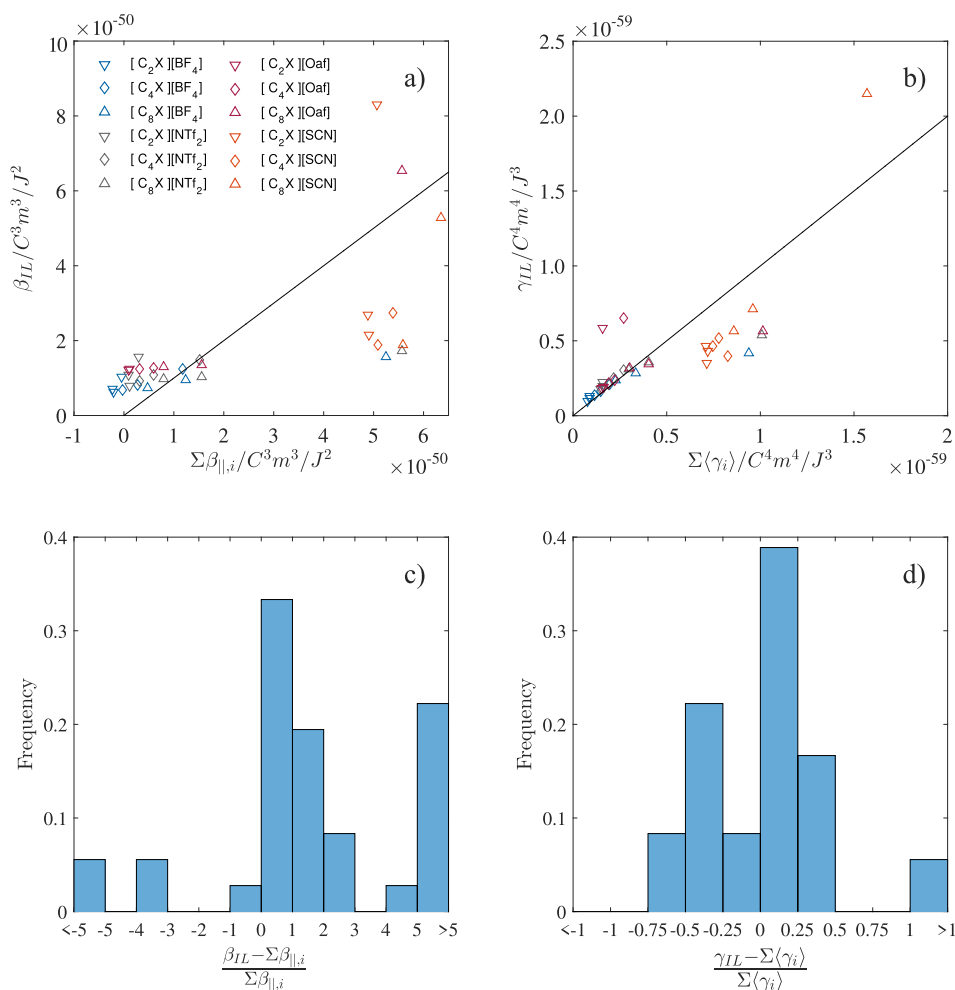 ×10⁻⁵⁰
10
8
6
4
2
0
β_IL/C³m³/J²
[C₂X][BF₄]
[C₄X][BF₄]
[C₈X][BF₄]
[C₂X][NTf₂]
[C₄X][NTf₂]
[C₈X][NTf₂]
[C₂X][Oaf]
[C₄X][Oaf]
[C₈X][Oaf]
[C₂X][SCN]
[C₄X][SCN]
[C₈X][SCN]
a)
-1 0 1 2 3 4 5 6
Σβ_||,i/C³m³/J²
×10⁻⁵⁰
×10⁻⁵⁹
2.5
2.0
1.5
1.0
0.5
0
γ_IL/C⁴m⁴/J³
b)
0 0.5 1 1.5 2
Σ⟨γ_i⟩/C⁴m⁴/J³
×10⁻⁵⁹
0.4
0.3
0.2
0.1
0
Frequency
c)
<-5 -5 -4 -3 -2 -1 0 1 2 3 4 5 >5
β_IL−Σβ_||,i
Σβ_||,i
0.4
0.3
0.2
0.1
0
Frequency
d)
<-1 -1 -0.75 -0.5 -0.25 0 0.25 0.5 0.75 1 >1
γ_IL−Σ⟨γ_i⟩
Σ⟨γ_i⟩